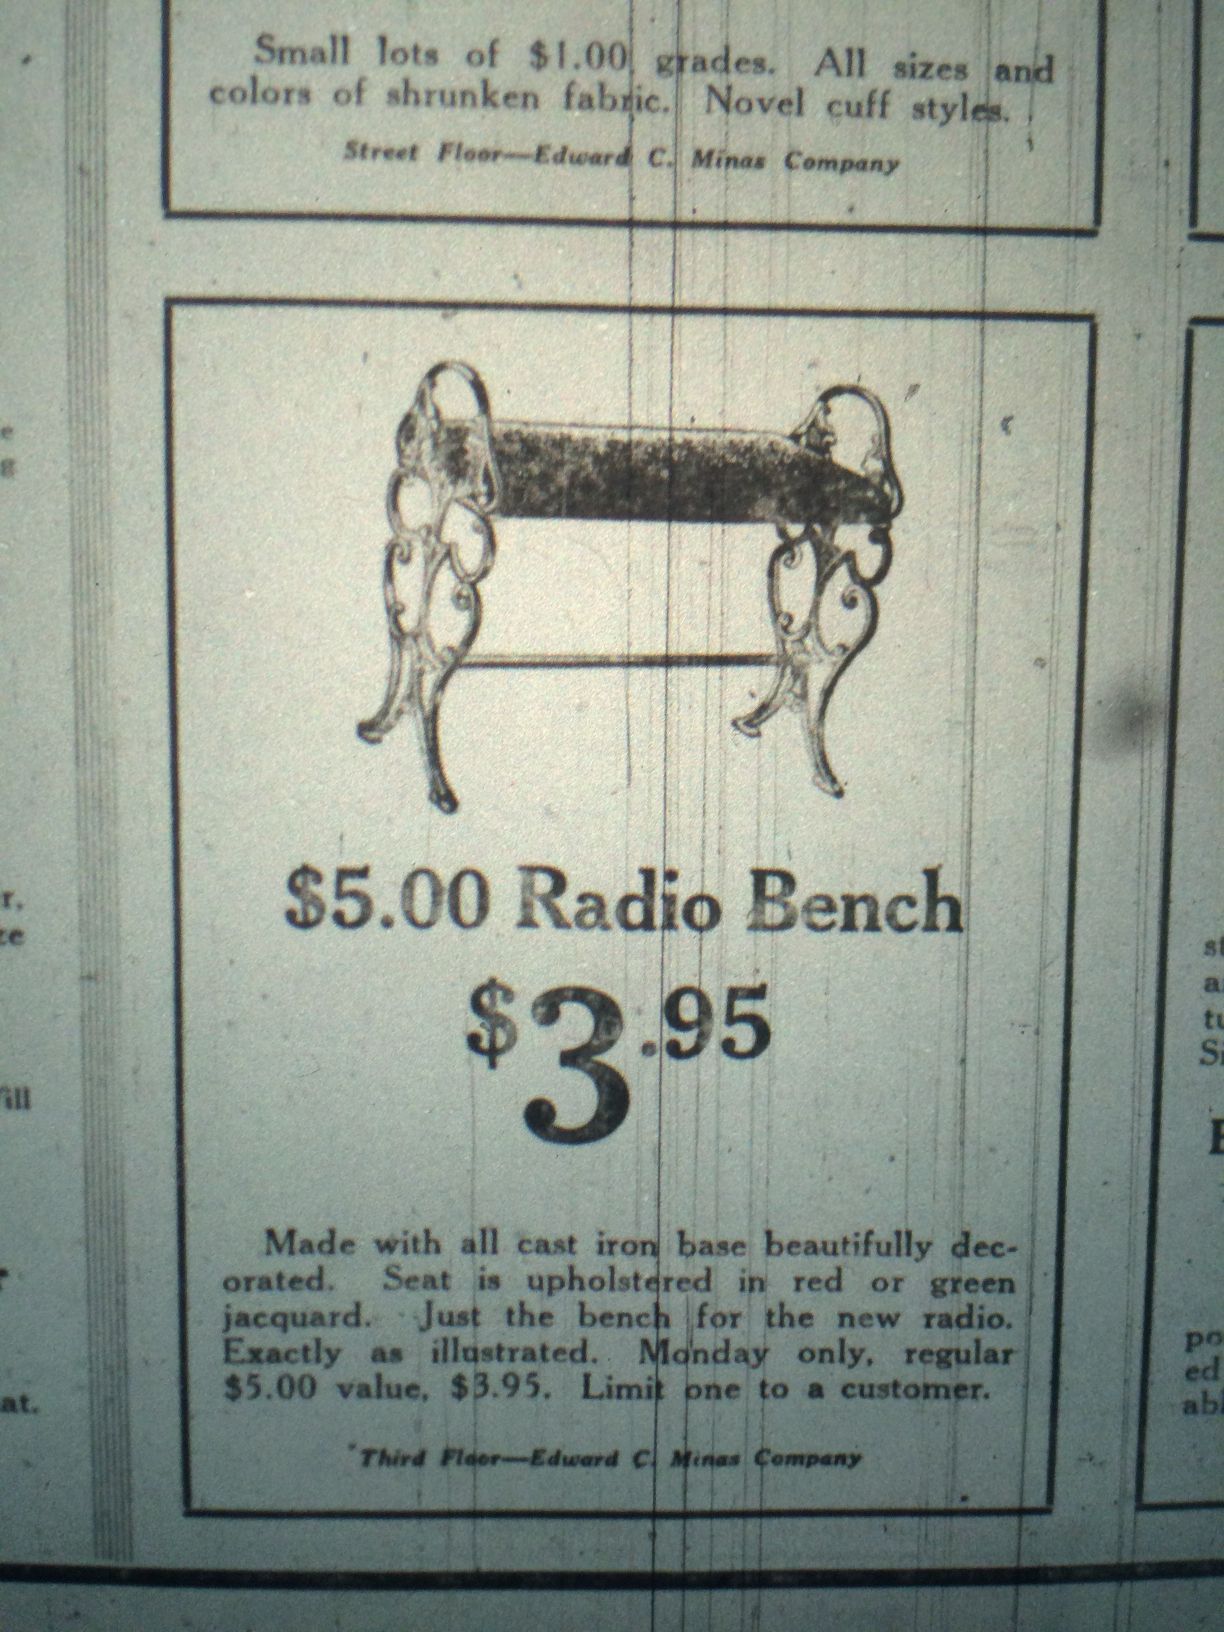 Small lots of $1.00 grades. All sizes and
colors of shrunken fabric. Novel cuff styles.
Street Floor—Edward C. Minas Company
$5.00 Radio Bench
$3.95
Made with all cast iron base beautifully dec-
orated. Seat is upholstered in red or green
jacquard. Just the bench for the new radio.
Exactly as illustrated. Monday only, regular
$5.00 value, $3.95. Limit one to a customer.
Third Floor—Edward C. Minas Company
at.